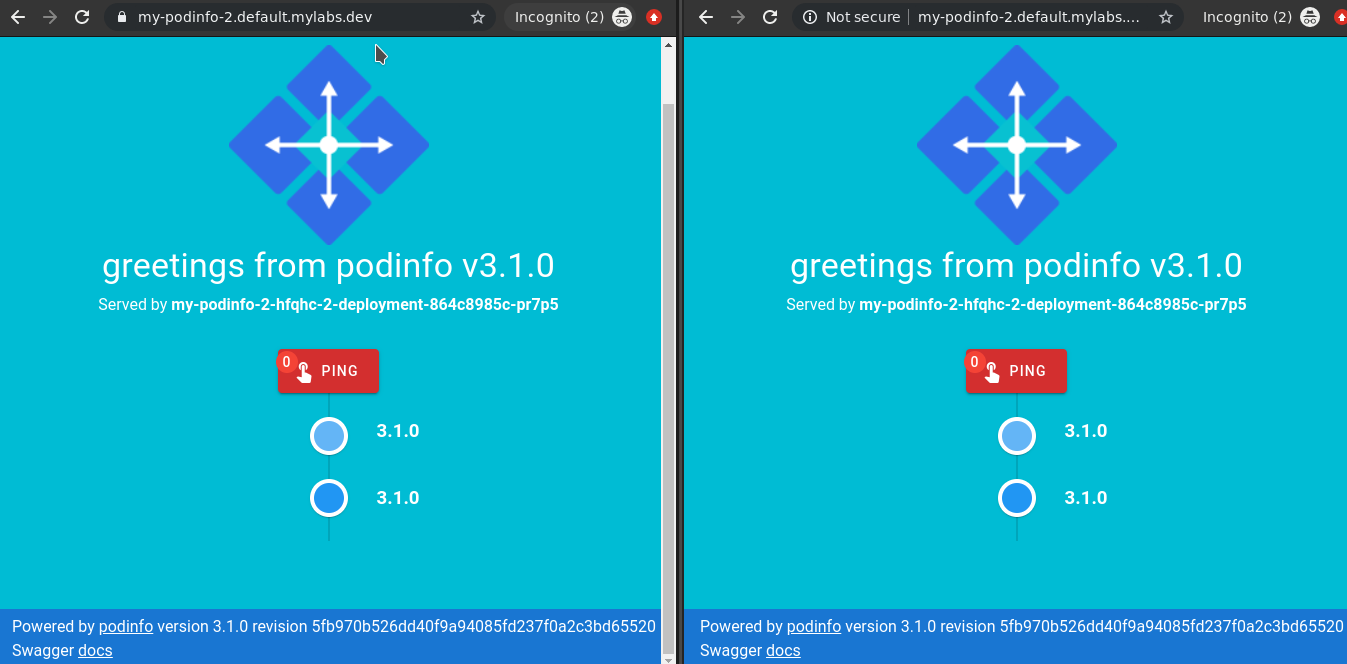 my-podinfo-2.default.mylabs.dev
Incognito (2)
greetings from podinfo v3.1.0
Served by my-podinfo-2-hfqhc-2-deployment-864c8985c-pr7p5
0
PING
3.1.0
3.1.0
Powered by podinfo version 3.1.0 revision 5fb970b526dd40f9a94085fd237f0a2c3bd65520
Swagger docs
Not secure
my-podinfo-2.default.mylabs....
Incognito (2)
greetings from podinfo v3.1.0
Served by my-podinfo-2-hfqhc-2-deployment-864c8985c-pr7p5
0
PING
3.1.0
3.1.0
Powered by podinfo version 3.1.0 revision 5fb970b526dd40f9a94085fd237f0a2c3bd65520
Swagger docs